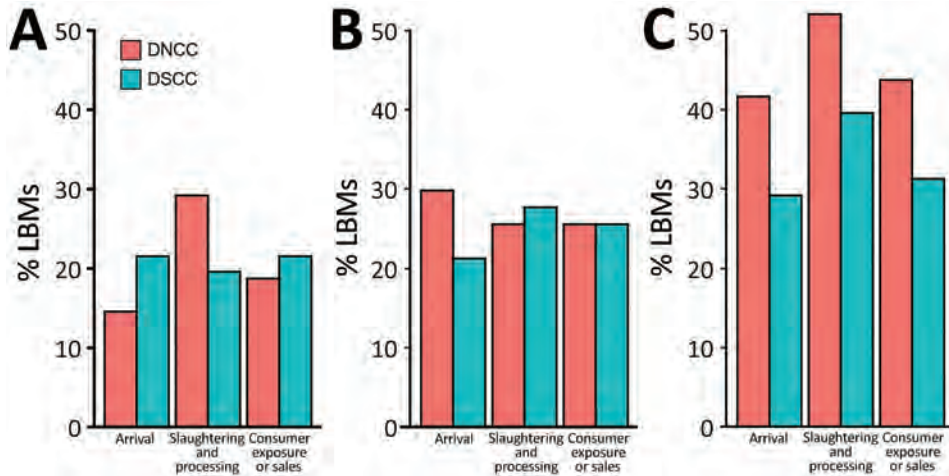 A
50
40
30
20
10
0
% LBMs
DNCC
DSCC
Arrival
Slaughtering
and
processing
Consumer
exposure
or sales
B
50
40
30
20
10
0
% LBMs
Arrival
Slaughtering
and
processing
Consumer
exposure
or sales
C
50
40
30
20
10
0
% LBMs
Arrival
Slaughtering
and
processing
Consumer
exposure
or sales